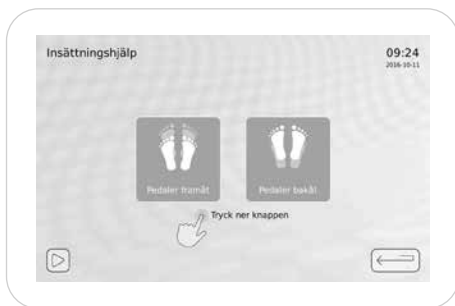 Insättningshjälp
09:24
2016-10-11
Pedaler framåt
Pedaler bakåt
Tryck ner knappen